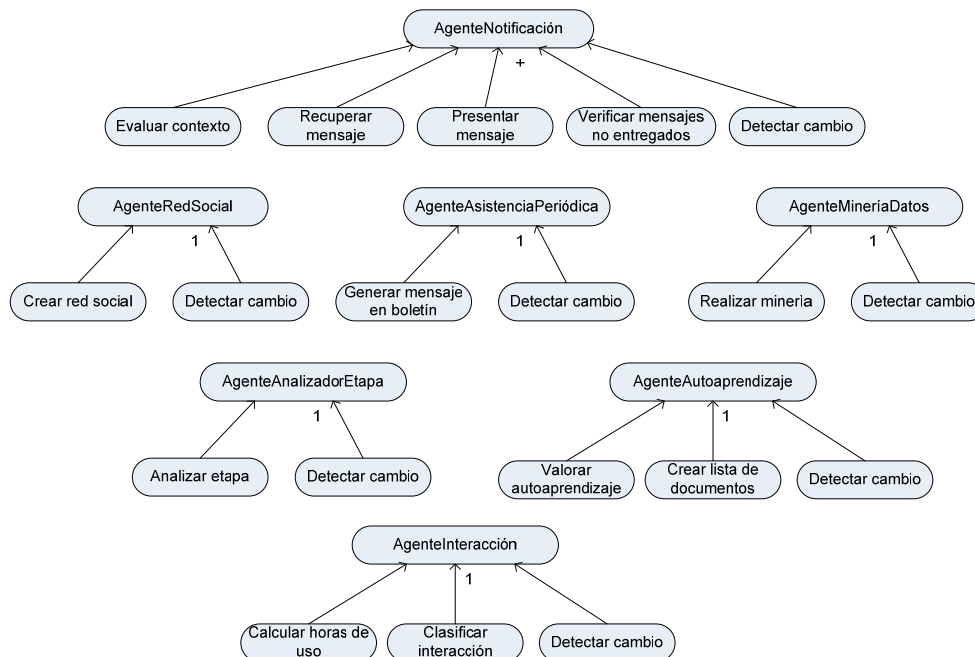 AgenteNotificación
+
Evaluar contexto
Recuperar
mensaje
Presentar
mensaje
Verificar mensajes
no entregados
Detectar cambio
AgenteRedSocial
1
Crear red social
Detectar cambio
AgenteAsistenciaPeriódica
1
Generar mensaje
en boletín
Detectar cambio
AgenteMineríaDatos
1
Realizar minería
Detectar cambio
AgenteAnalizadorEtapa
1
Analizar etapa
Detectar cambio
AgenteAutoaprendizaje
1
Valorar
autoaprendizaje
Crear lista de
documentos
Detectar cambio
AgenteInteracción
1
Calcular horas de
uso
Clasificar
interacción
Detectar cambio